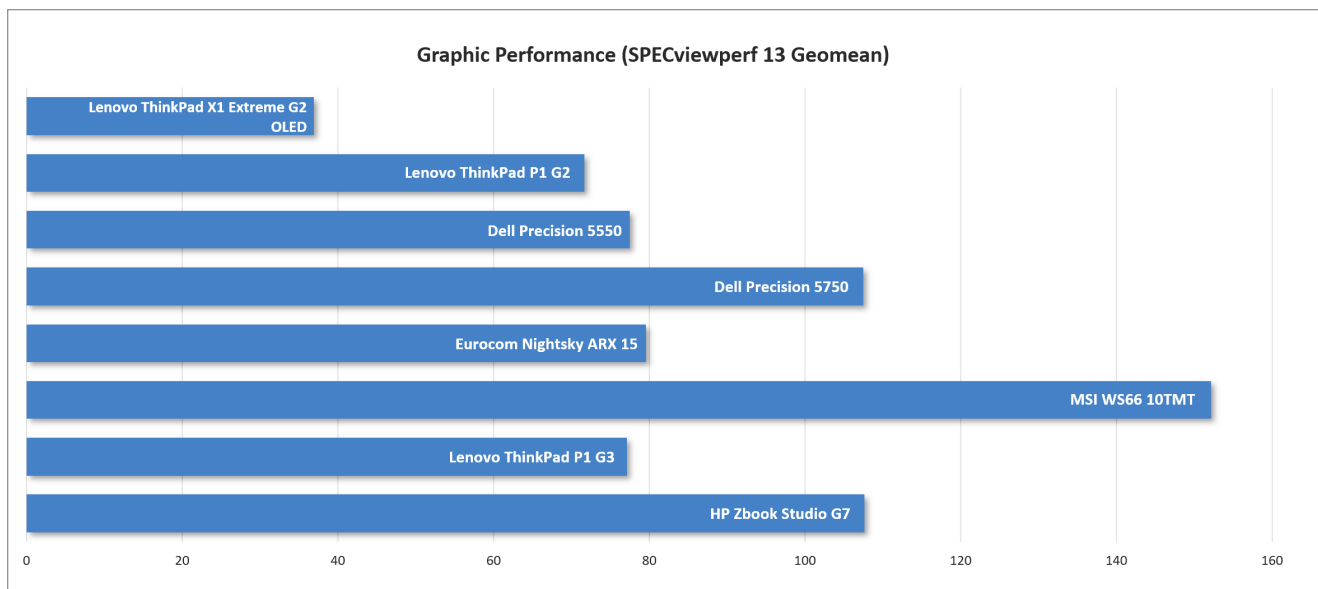 Graphic Performance (SPECviewperf 13 Geomean)
Lenovo ThinkPad X1 Extreme G2
OLED
Lenovo ThinkPad P1 G2
Dell Precision 5550
Dell Precision 5750
Eurocom Nightsky ARX 15
MSI WS66 10TMT
Lenovo ThinkPad P1 G3
HP Zbook Studio G7
0 20 40 60 80 100 120 140 160